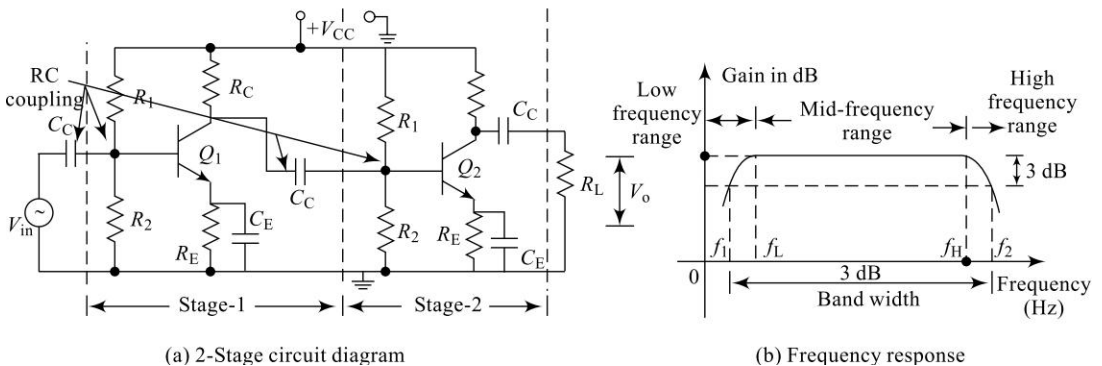 +VCC
RC
coupling
R1
RC
R1
CC
CC
Q1
Q2
CC
RL
Vo
Vin
~
R2
RE
CE
R2
RE
CE
Stage-1
Stage-2
(a) 2-Stage circuit diagram
Gain in dB
Low
frequency
range
Mid-frequency
range
High
frequency
range
3 dB
f1
fL
fH
f2
0
3 dB
Band width
Frequency
(Hz)
(b) Frequency response